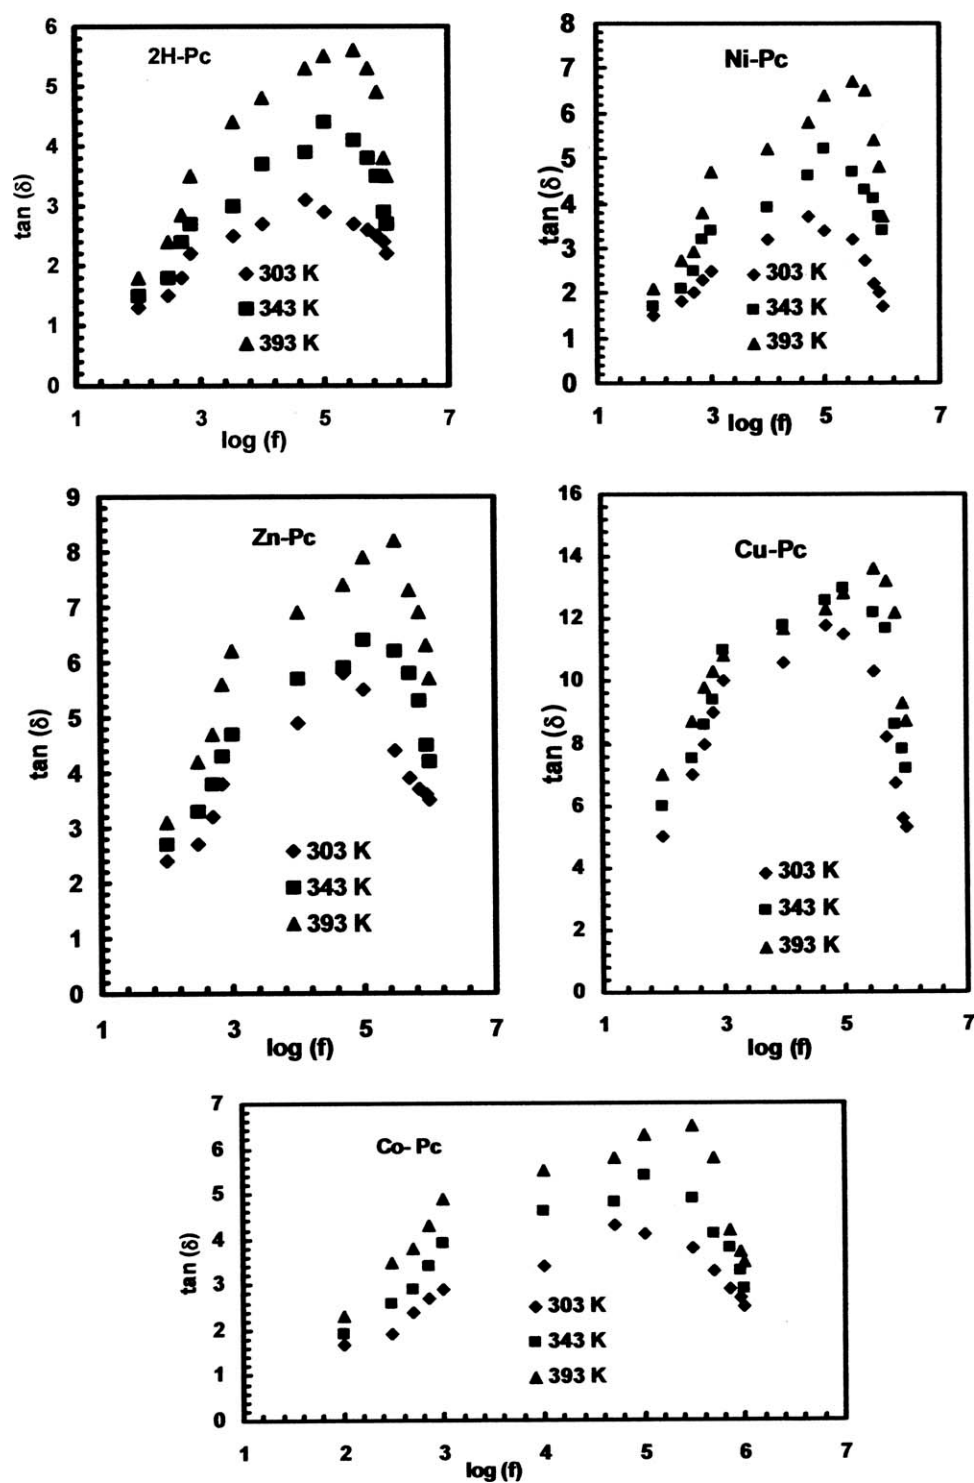 2H-Pc
tan (δ)
6
5
4
3
2
1
0
303 K
343 K
393 K
1 3 5 7
log (f)
Ni-Pc
tan (δ)
8
7
6
5
4
3
2
1
0
303 K
343 K
393 K
1 3 5 7
log (f)
Zn-Pc
tan (δ)
9
8
7
6
5
4
3
2
1
0
303 K
343 K
393 K
1 3 5 7
log (f)
Cu-Pc
tan (δ)
16
14
12
10
8
6
4
2
0
303 K
343 K
393 K
1 3 5 7
log (f)
Co- Pc
tan (δ)
7
6
5
4
3
2
1
0
303 K
343 K
393 K
1 2 3 4 5 6 7
log (f)